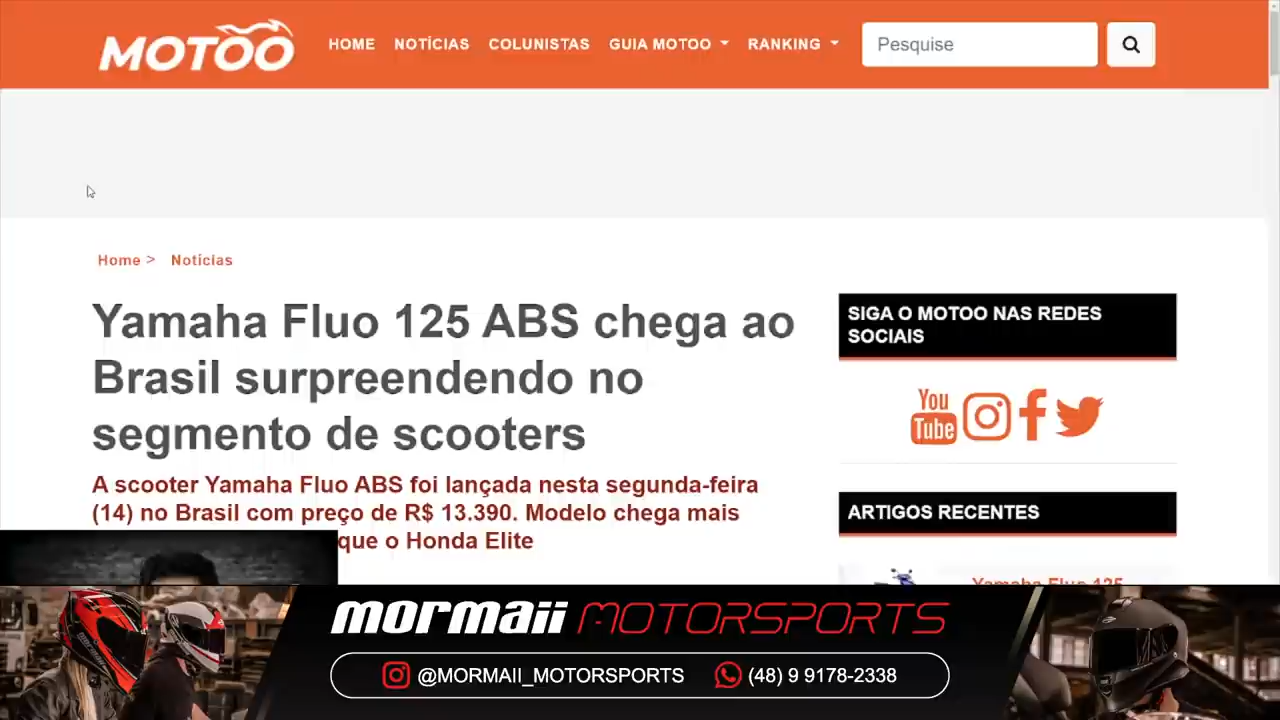 MOTOO
HOME NOTÍCIAS COLUNISTAS GUIA MOTOO RANKING Pesquise
Home > Notícias
Yamaha Fluo 125 ABS chega ao
Brasil surpreendendo no
segmento de scooters
A scooter Yamaha Fluo ABS foi lançada nesta segunda-feira
(14) no Brasil com preço de R$ 13.390. Modelo chega mais
que o Honda Elite
SIGA O MOTOO NAS REDES
SOCIAIS
You
Tube
ARTIGOS RECENTES
Yamaha Fluo 125
mormaii MOTORSPORTS
@MORMAII_MOTORSPORTS (48) 9 9178-2338